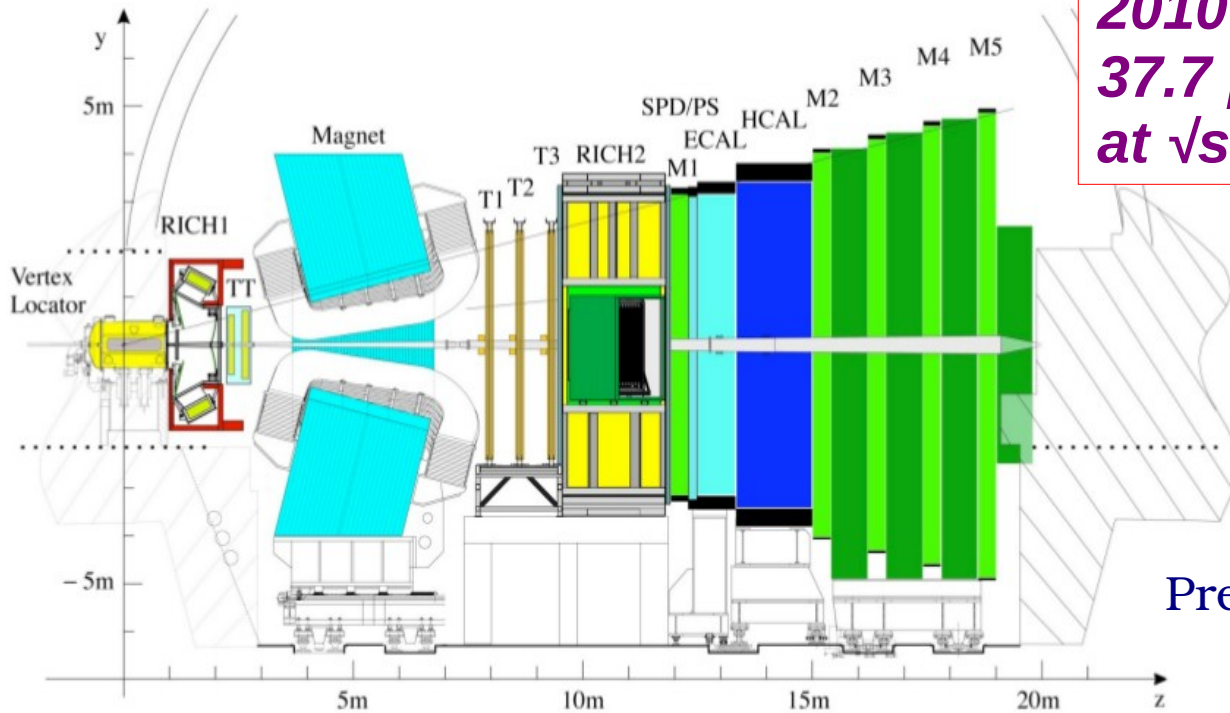 2010
37.7
at √s
y
5m
M5
M4
M3
M2
SPD/PS
HCAL
ECAL
Magnet
T3
RICH2
M1
T2
T1
RICH1
Vertex
Locator
TT
– 5m
Pre
5m
10m
15m
20m
z